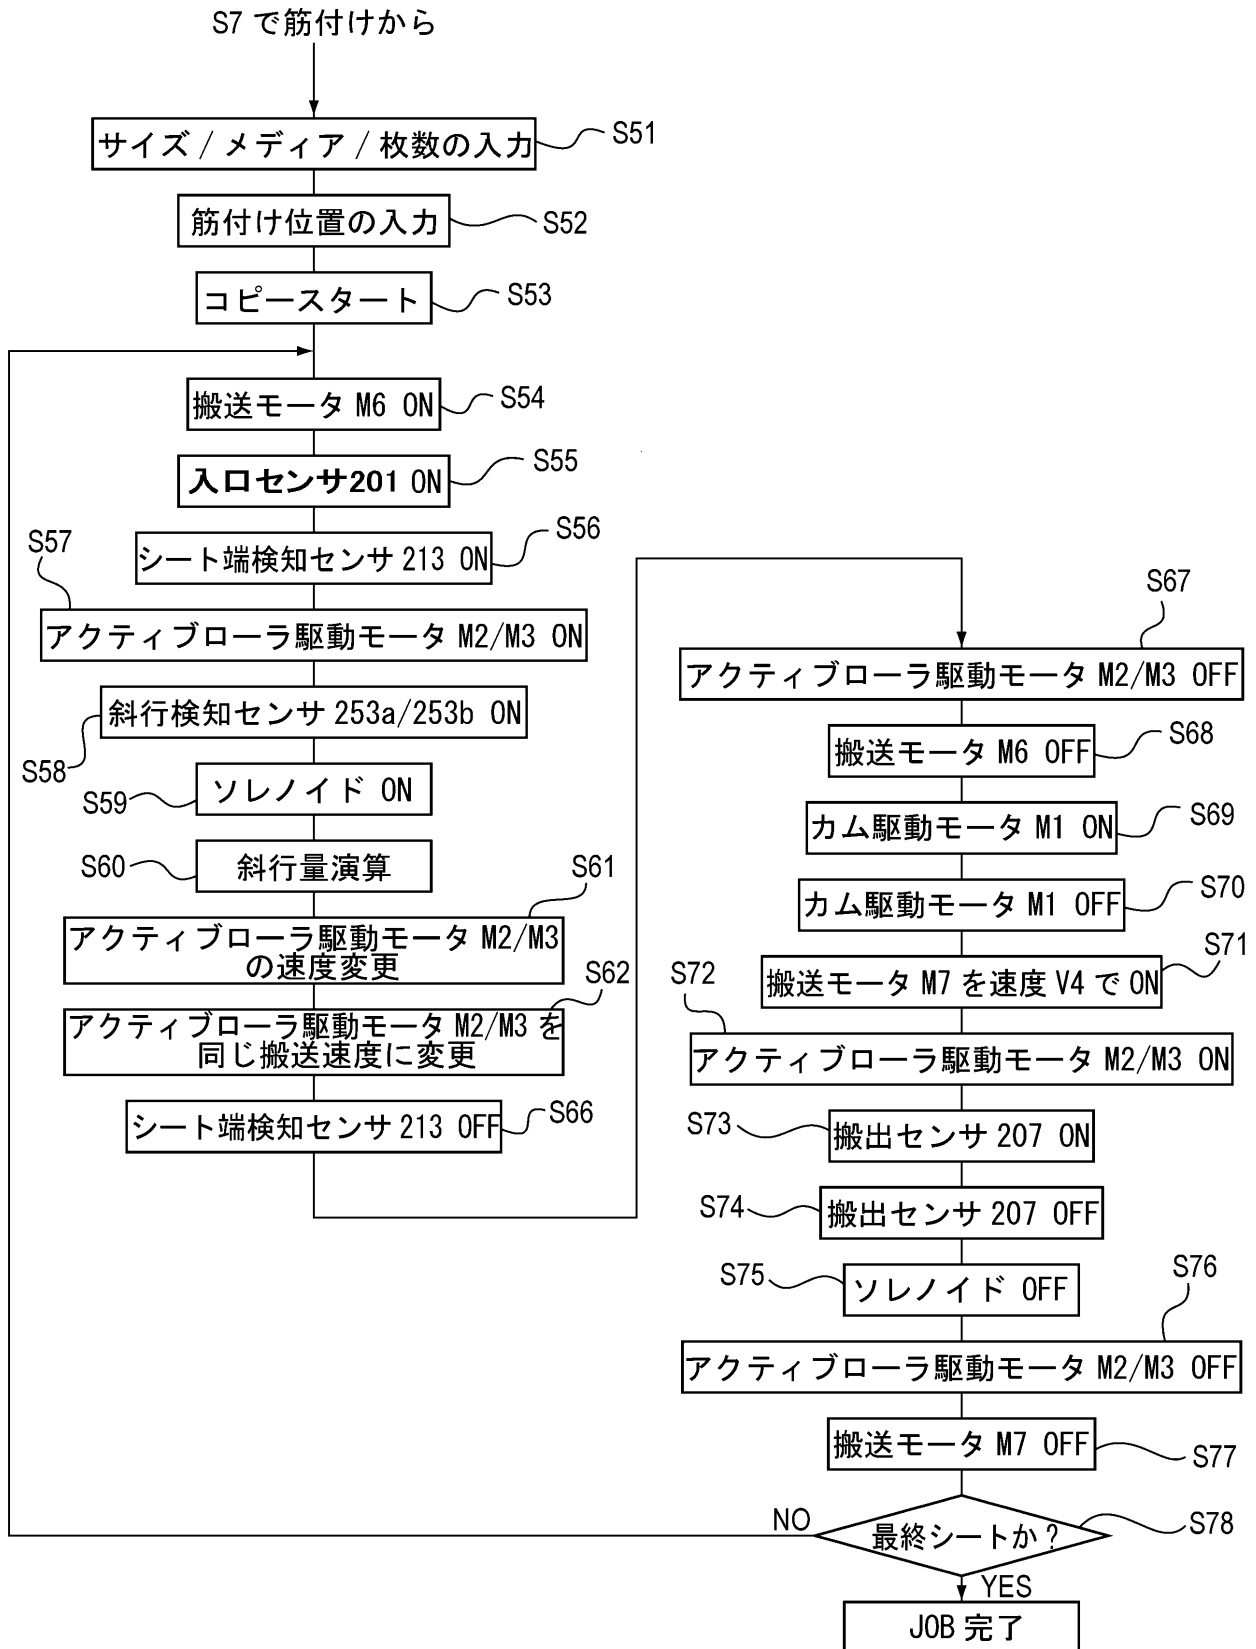 S7 で筋付けから
サイズ / メディア / 枚数の入力
S51
筋付け位置の入力
S52
コピースタート
S53
搬送モータ M6 ON
S54
入口センサ201 ON
S55
シート端検知センサ 213 ON
S56
S57
アクティブローラ駆動モータ M2/M3 ON
斜行検知センサ 253a/253b ON
S58
ソレノイド ON
S59
斜行量演算
S60
S61
アクティブローラ駆動モータ M2/M3
の速度変更
S62
アクティブローラ駆動モータ M2/M3 を
同じ搬送速度に変更
シート端検知センサ 213 OFF
S66
S67
アクティブローラ駆動モータ M2/M3 OFF
搬送モータ M6 OFF
S68
カム駆動モータ M1 ON
S69
カム駆動モータ M1 OFF
S70
搬送モータ M7 を速度 V4 で ON
S71
S72
アクティブローラ駆動モータ M2/M3 ON
S73
搬出センサ 207 ON
S74
搬出センサ 207 OFF
S75
ソレノイド OFF
S76
アクティブローラ駆動モータ M2/M3 OFF
搬送モータ M7 OFF
S77
NO
最終シートか?
S78
YES
JOB 完了